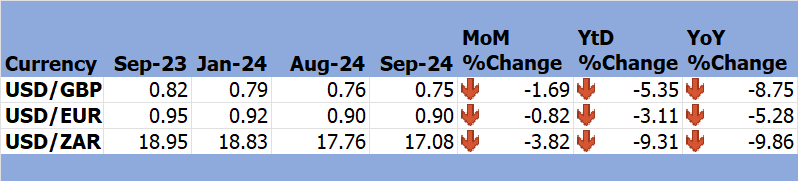 MoM YtD YoY
Currency Sep-23 Jan-24 Aug-24 Sep-24 %Change %Change %Change
USD/GBP 0.82 0.79 0.76 0.75 -1.69 -5.35 -8.75
USD/EUR 0.95 0.92 0.90 0.90 -0.82 -3.11 -5.28
USD/ZAR 18.95 18.83 17.76 17.08 -3.82 -9.31 -9.86